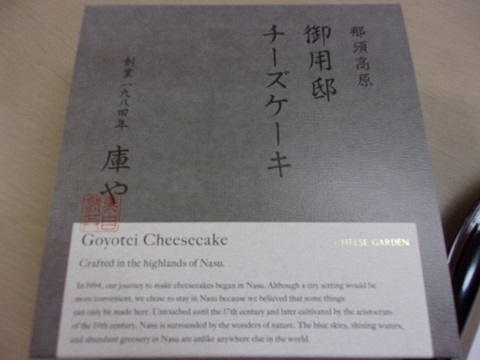 那須高原
御用邸
チーズケーキ
創業一九八四年
庫や
Goyotei Cheesecake
CHEESE GARDEN
Crafted in the highlands of Nasu.
In 1994, our journey to make cheesecakes began in Nasu. Although a city setting would be
more convenient, we chose to stay in Nasu because we believed that some things
can only be made here. Untouched until the 17th century and later cultivated by the aristocrats
of the 19th century, Nasu is surrounded by the wonders of nature. The blue skies, shining waters,
and abundant greenery in Nasu are unlike anywhere else in the world.